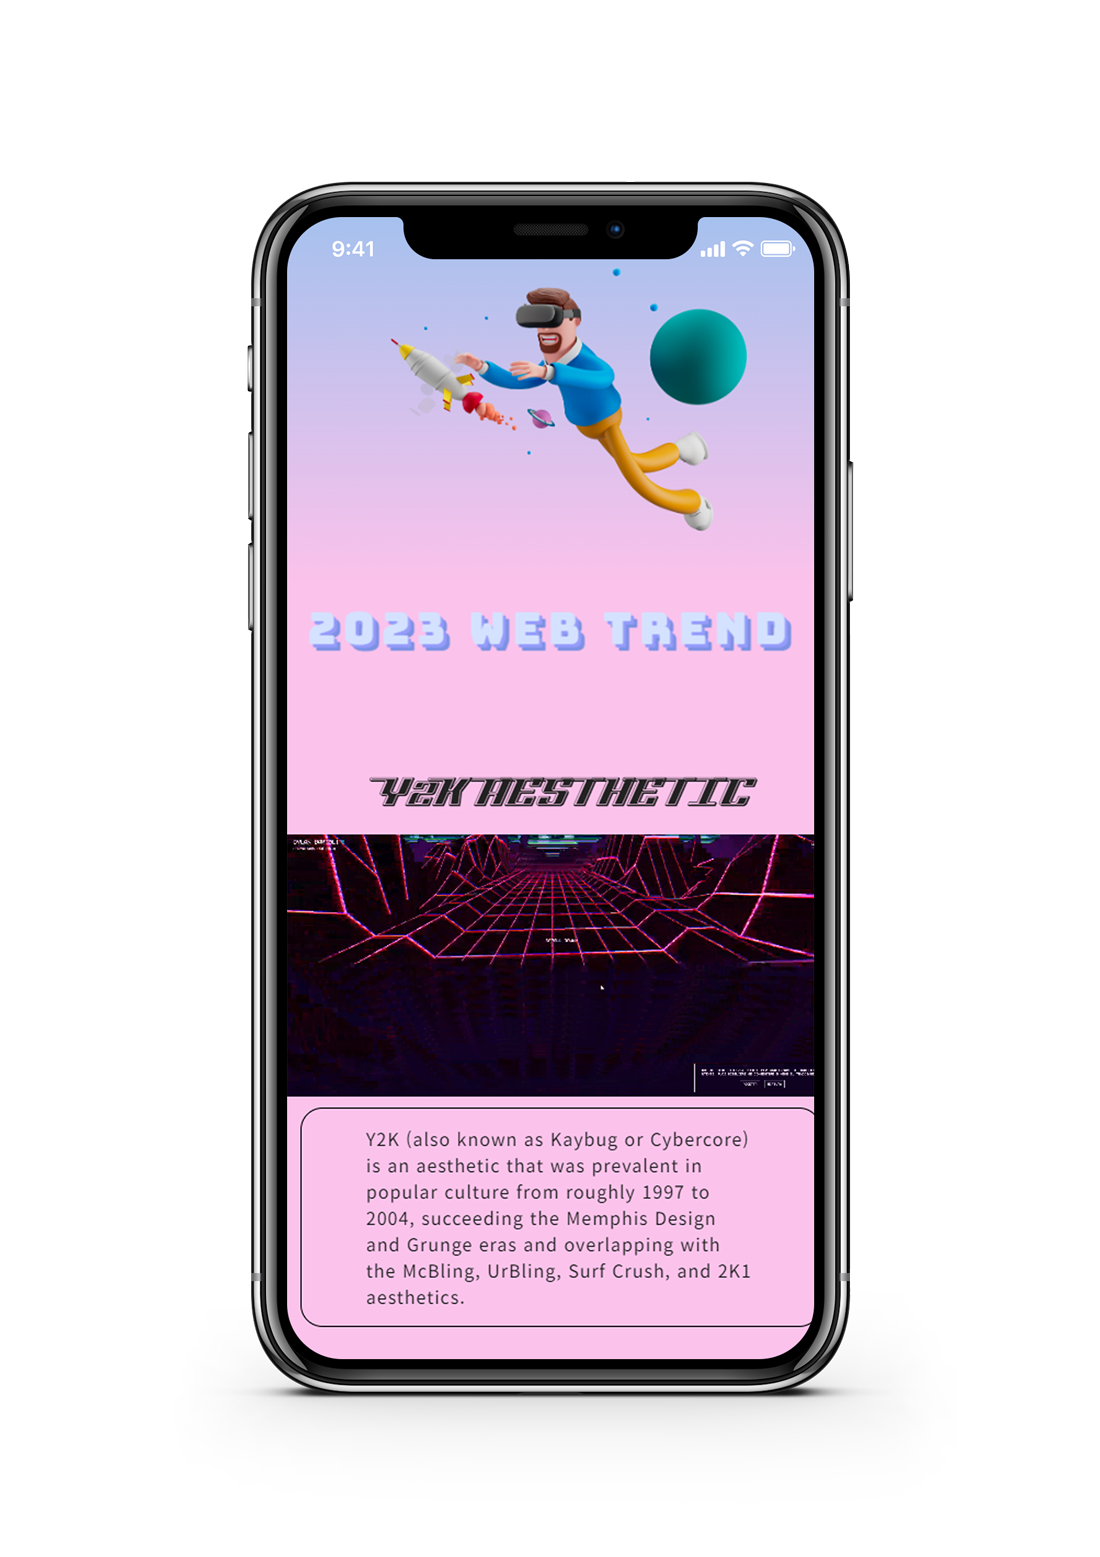 9:41
2023 WEB TREND
Y2K AESTHETIC
Y2K (also known as Kaybug or Cybercore)
is an aesthetic that was prevalent in
popular culture from roughly 1997 to
2004, succeeding the Memphis Design
and Grunge eras and overlapping with
the McBling, UrBling, Surf Crush, and 2K1
aesthetics.